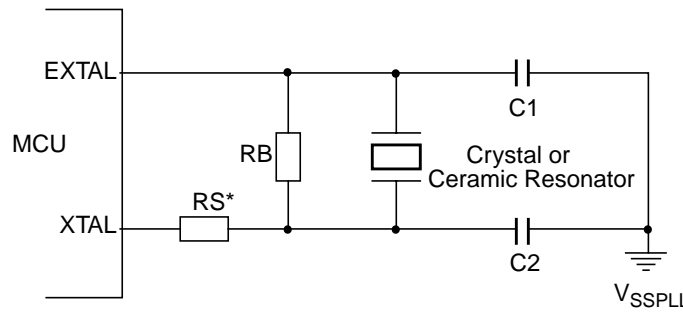 EXTAL
C1
MCU
RB
Crystal or
Ceramic Resonator
RS*
XTAL
C2
VSSPLL